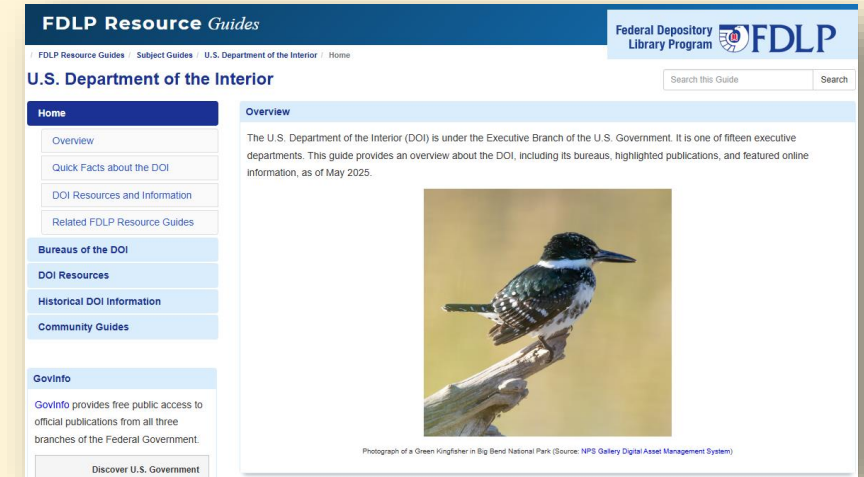 FDLP Resource Guides
Federal Depository
Library Program
FDLP
/ FDLP Resource Guides / Subject Guides / U.S. Department of the Interior / Home
U.S. Department of the Interior
Search this Guide
Search
Home
Overview
Quick Facts about the DOI
DOI Resources and Information
Related FDLP Resource Guides
Bureaus of the DOI
DOI Resources
Historical DOI Information
Community Guides
GovInfo
GovInfo provides free public access to
official publications from all three
branches of the Federal Government.
Discover U.S. Government
Overview
The U.S. Department of the Interior (DOI) is under the Executive Branch of the U.S. Government. It is one of fifteen executive
departments. This guide provides an overview about the DOI, including its bureaus, highlighted publications, and featured online
information, as of May 2025.
Photograph of a Green Kingfisher in Big Bend National Park (Source: NPS Gallery Digital Asset Management System)